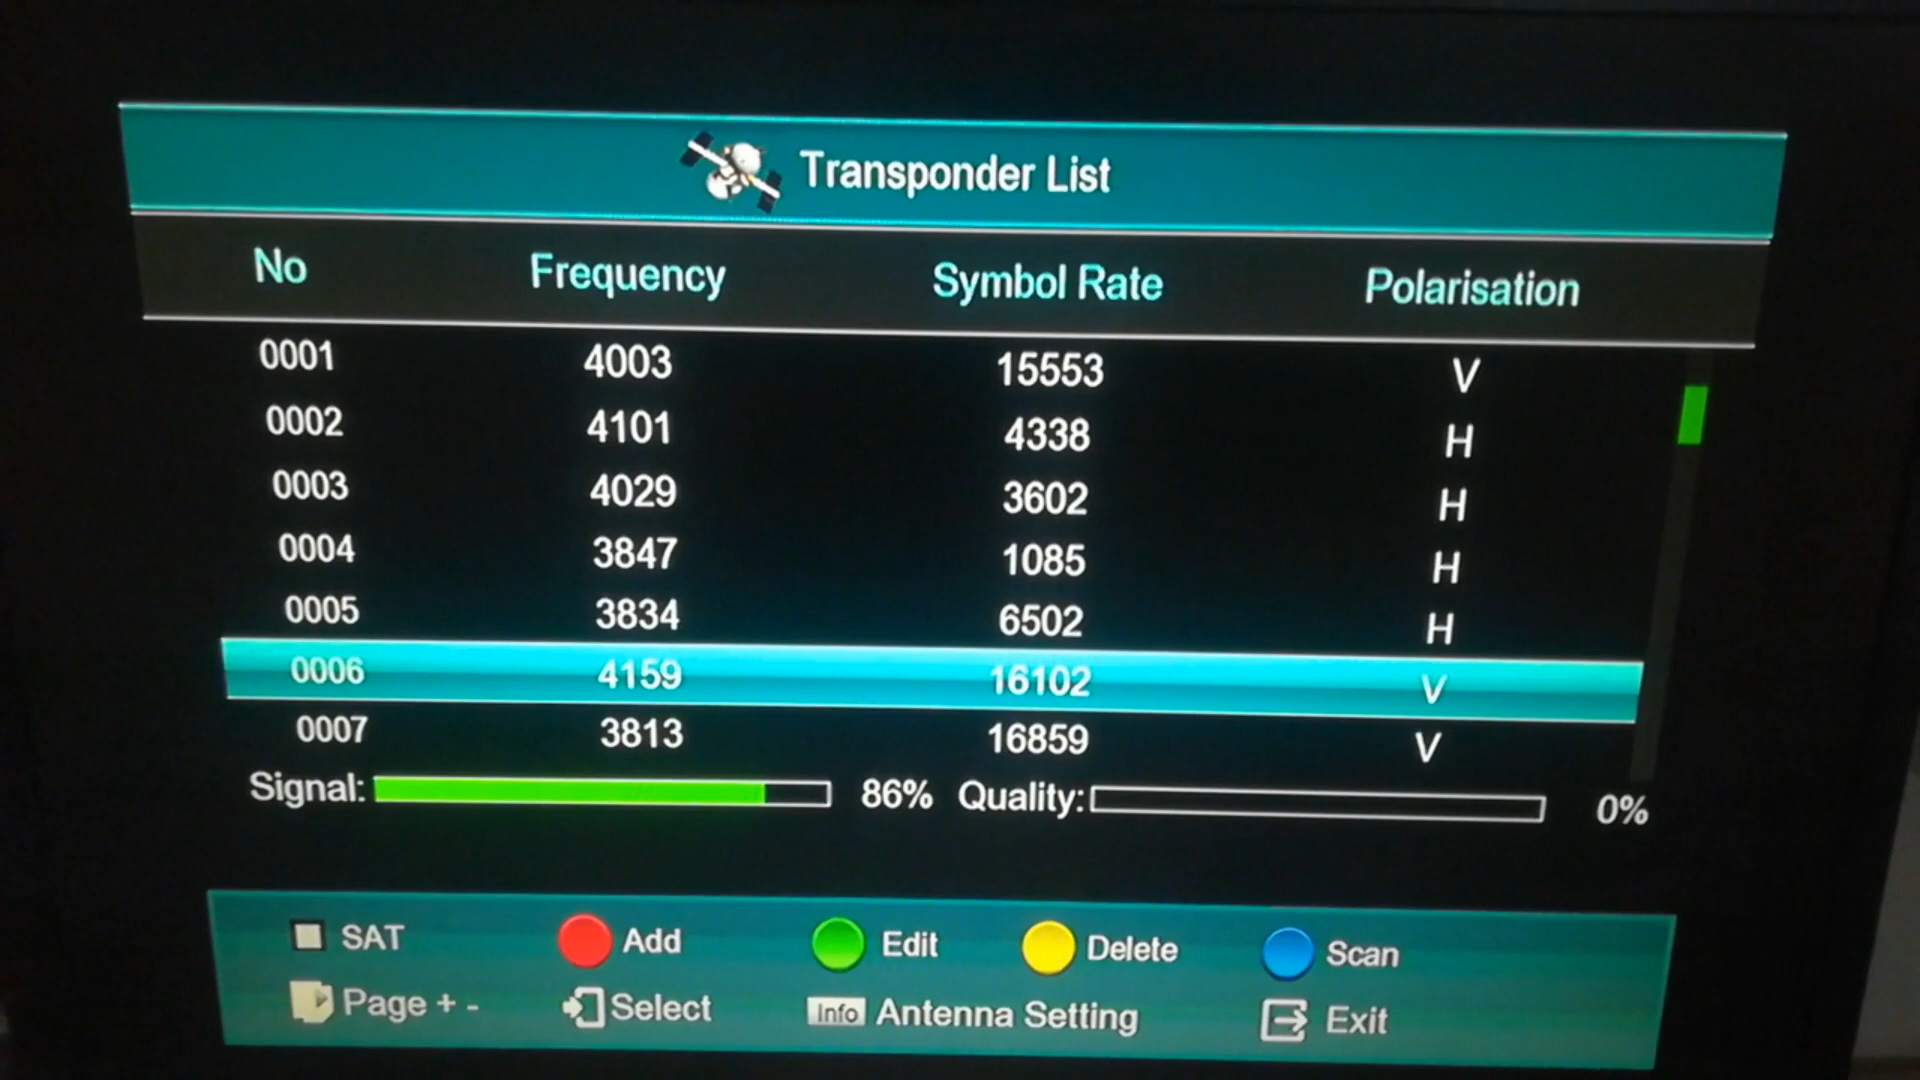 Transponder List
No Frequency Symbol Rate Polarisation
0001 4003 15553 V
0002 4101 4338 H
0003 4029 3602 H
0004 3847 1085 H
0005 3834 6502 H
0006 4159 16102 V
0007 3813 16859 V
Signal: 86% Quality: 0%
SAT Add Edit Delete Scan
Page + - Select Info Antenna Setting Exit